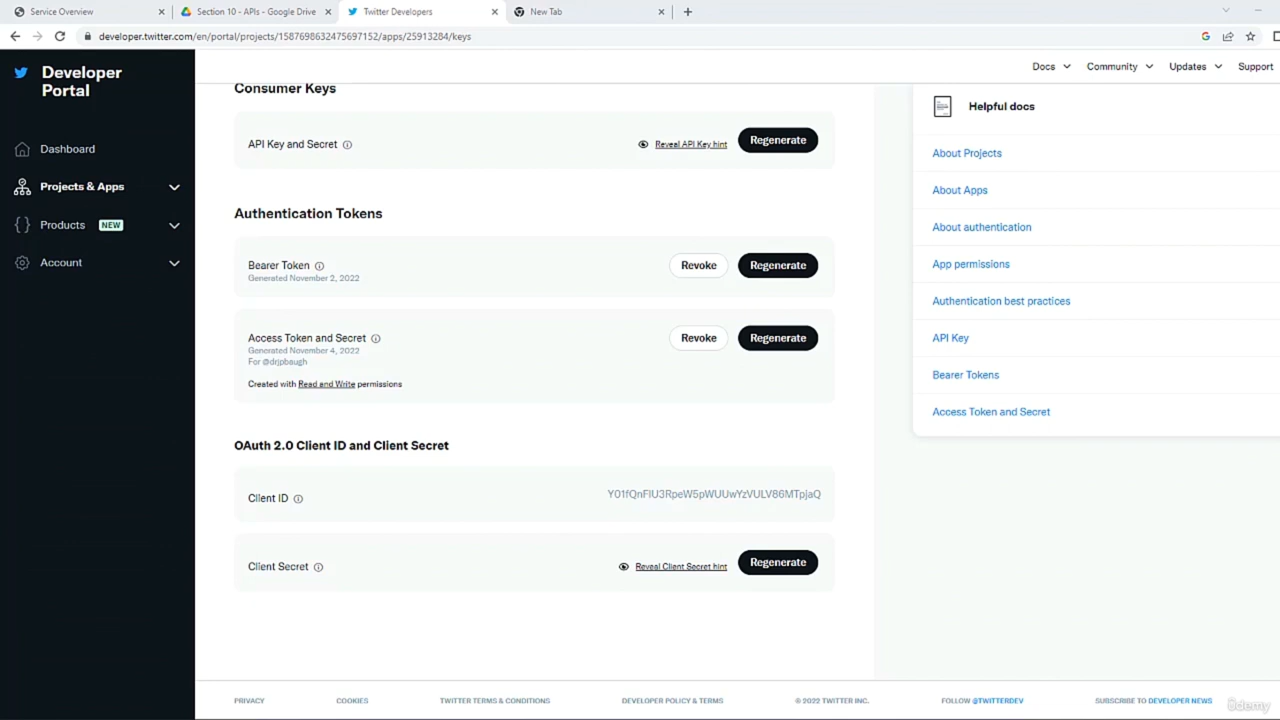 Service Overview
Section 10 - APIs - Google Drive
Twitter Developers
New Tab
developer.twitter.com/en/portal/projects/1587698632475697152/apps/25913284/keys
Developer
Portal
Docs
Community
Updates
Support
Dashboard
Projects & Apps
Products NEW
Account
Consumer Keys
API Key and Secret
Reveal API Key hint
Regenerate
Authentication Tokens
Bearer Token
Generated November 2, 2022
Revoke
Regenerate
Access Token and Secret
Generated November 4, 2022
For @drjpbaugh
Created with Read and Write permissions
Revoke
Regenerate
OAuth 2.0 Client ID and Client Secret
Client ID
Y01fQnFIU3RpeW5pWUUwYzVULV86MTpjaQ
Client Secret
Reveal Client Secret hint
Regenerate
Helpful docs
About Projects
About Apps
About authentication
App permissions
Authentication best practices
API Key
Bearer Tokens
Access Token and Secret
PRIVACY
COOKIES
TWITTER TERMS & CONDITIONS
DEVELOPER POLICY & TERMS
© 2022 TWITTER INC.
FOLLOW @TWITTERDEV
SUBSCRIBE TO DEVELOPER NEWS
Udemy